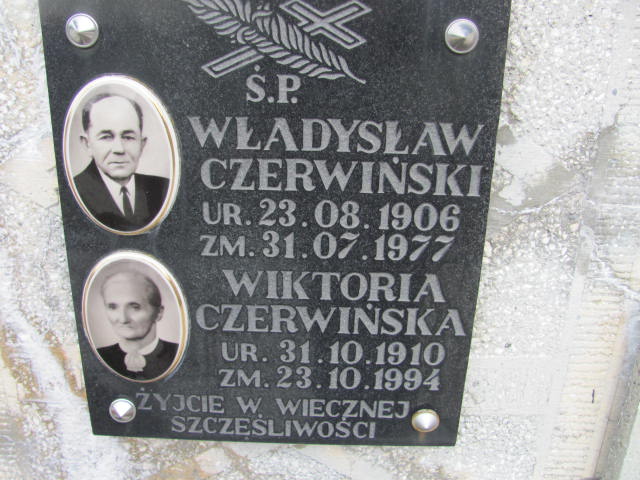 Ś.P.
WŁADYSŁAW
CZERWIŃSKI
UR. 23.08.1906
ZM. 31.07.1977
WIKTORIA
CZERWIŃSKA
UR. 31.10.1910
ZM. 23.10.1994
ŻYJCIE W WIECZNEJ
SZCZĘŚLIWOŚCI